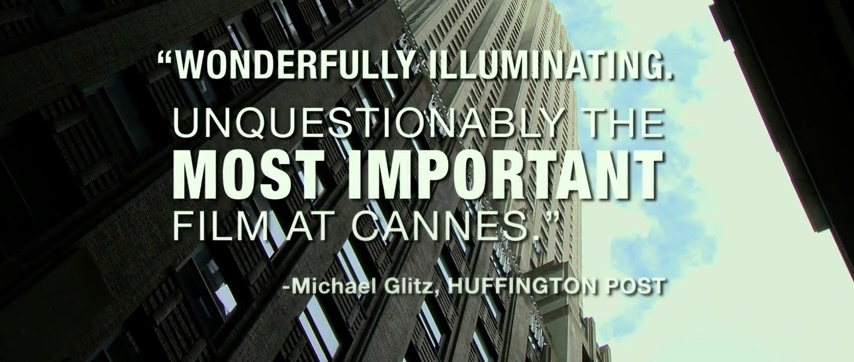 “WONDERFULLY ILLUMINATING.
UNQUESTIONABLY THE
MOST IMPORTANT
FILM AT CANNES.”
-Michael Glitz, HUFFINGTON POST